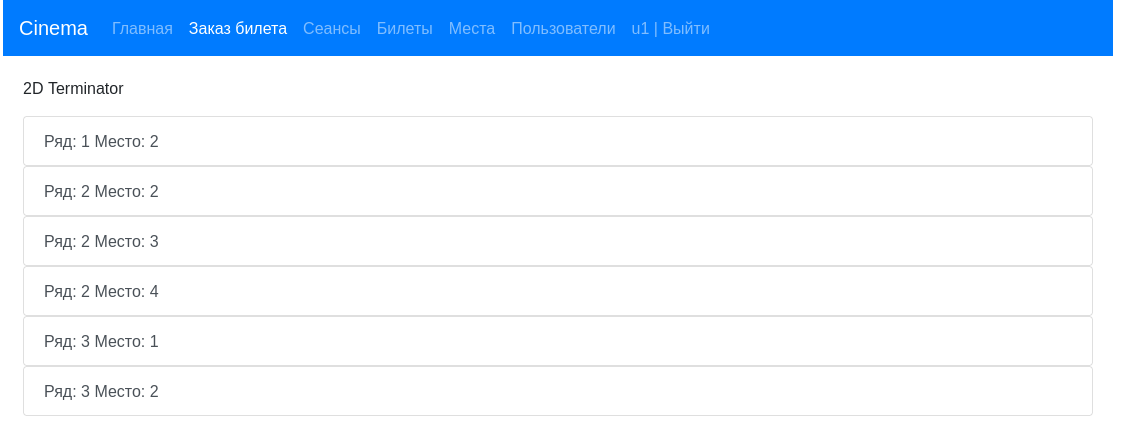 Cinema Главная Заказ билета Сеансы Билеты Места Пользователи u1 | Выйти
2D Terminator
Ряд: 1 Место: 2
Ряд: 2 Место: 2
Ряд: 2 Место: 3
Ряд: 2 Место: 4
Ряд: 3 Место: 1
Ряд: 3 Место: 2